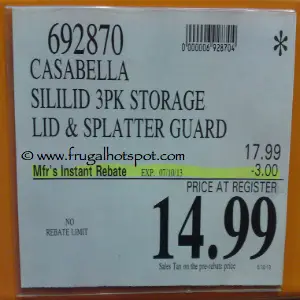 692870
0000006928704
*
CASABELLA
SILILID 3PK STORAGE
LID & SPLATTER GUARD
© www.frugalhotspot.com
17.99
Mfr's Instant Rebate EXP. 07/10/13 -3.00
PRICE AT REGISTER
NO
REBATE LIMIT
14.99
Sales Tax on the pre-rebate price